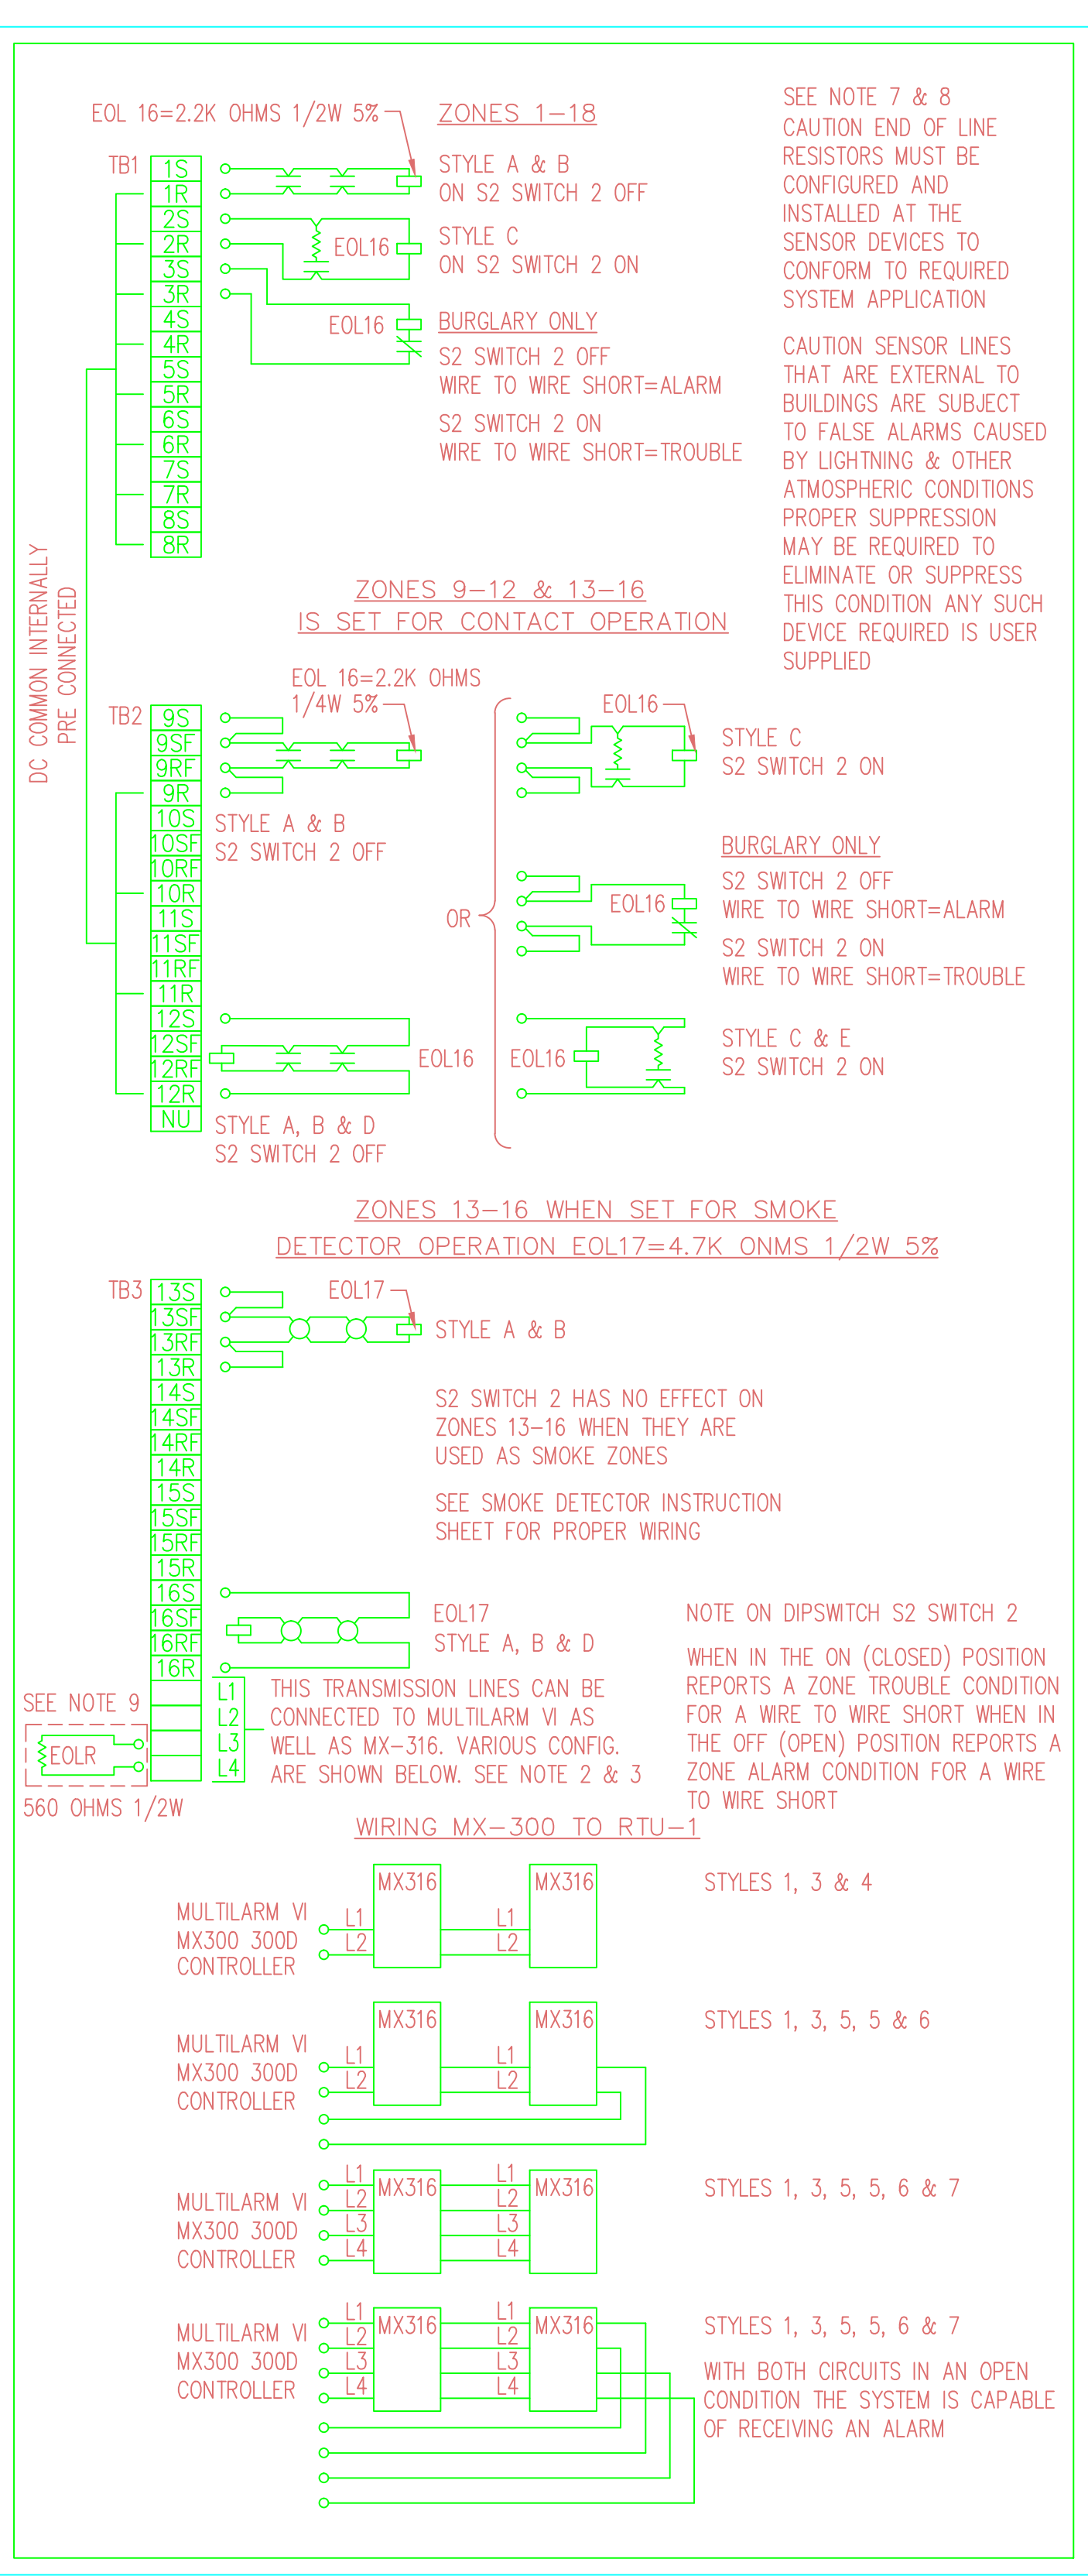 EOL 16=2.2K OHMS 1/2W 5%
ZONES 1-18
TB1
1S
1R
2S
2R
3S
3R
4S
4R
5S
5R
6S
6R
7S
7R
8S
8R
STYLE A & B
ON S2 SWITCH 2 OFF
EOL16
STYLE C
ON S2 SWITCH 2 ON
EOL16
BURGLARY ONLY
S2 SWITCH 2 OFF
WIRE TO WIRE SHORT=ALARM
S2 SWITCH 2 ON
WIRE TO WIRE SHORT=TROUBLE
SEE NOTE 7 & 8
CAUTION END OF LINE
RESISTORS MUST BE
CONFIGURED AND
INSTALLED AT THE
SENSOR DEVICES TO
CONFORM TO REQUIRED
SYSTEM APPLICATION
CAUTION SENSOR LINES
THAT ARE EXTERNAL TO
BUILDINGS ARE SUBJECT
TO FALSE ALARMS CAUSED
BY LIGHTNING & OTHER
ATMOSPHERIC CONDITIONS
PROPER SUPPRESSION
MAY BE REQUIRED TO
ELIMINATE OR SUPPRESS
THIS CONDITION ANY SUCH
DEVICE REQUIRED IS USER
SUPPLIED
DC COMMON INTERNALLY
PRE CONNECTED
ZONES 9-12 & 13-16
IS SET FOR CONTACT OPERATION
EOL 16=2.2K OHMS
1/4W 5%
TB2
9S
9SF
9RF
9R
10S
10SF
10RF
10R
11S
11SF
11RF
11R
12S
12SF
12RF
12R
NU
STYLE A & B
S2 SWITCH 2 OFF
EOL16
STYLE A, B & D
S2 SWITCH 2 OFF
OR
EOL16
STYLE C
S2 SWITCH 2 ON
EOL16
BURGLARY ONLY
S2 SWITCH 2 OFF
WIRE TO WIRE SHORT=ALARM
S2 SWITCH 2 ON
WIRE TO WIRE SHORT=TROUBLE
EOL16
STYLE C & E
S2 SWITCH 2 ON
ZONES 13-16 WHEN SET FOR SMOKE
DETECTOR OPERATION EOL17=4.7K ONMS 1/2W 5%
TB3
13S
13SF
13RF
13R
14S
14SF
14RF
14R
15S
15SF
15RF
15R
16S
16SF
16RF
16R
EOL17
STYLE A & B
S2 SWITCH 2 HAS NO EFFECT ON
ZONES 13-16 WHEN THEY ARE
USED AS SMOKE ZONES
SEE SMOKE DETECTOR INSTRUCTION
SHEET FOR PROPER WIRING
EOL17
STYLE A, B & D
SEE NOTE 9
EOLR
560 OHMS 1/2W
L1
L2
L3
L4
THIS TRANSMISSION LINES CAN BE
CONNECTED TO MULTILARM VI AS
WELL AS MX-316. VARIOUS CONFIG.
ARE SHOWN BELOW. SEE NOTE 2 & 3
NOTE ON DIPSWITCH S2 SWITCH 2
WHEN IN THE ON (CLOSED) POSITION
REPORTS A ZONE TROUBLE CONDITION
FOR A WIRE TO WIRE SHORT WHEN IN
THE OFF (OPEN) POSITION REPORTS A
ZONE ALARM CONDITION FOR A WIRE
TO WIRE SHORT
WIRING MX-300 TO RTU-1
MULTILARM VI
MX300 300D
CONTROLLER
L1
L2
MX316
L1
L2
MX316
STYLES 1, 3 & 4
MULTILARM VI
MX300 300D
CONTROLLER
L1
L2
MX316
L1
L2
MX316
STYLES 1, 3, 5, 5 & 6
MULTILARM VI
MX300 300D
CONTROLLER
L1
L2
L3
L4
MX316
L1
L2
L3
L4
MX316
STYLES 1, 3, 5, 5, 6 & 7
MULTILARM VI
MX300 300D
CONTROLLER
L1
L2
L3
L4
MX316
L1
L2
L3
L4
MX316
STYLES 1, 3, 5, 5, 6 & 7
WITH BOTH CIRCUITS IN AN OPEN
CONDITION THE SYSTEM IS CAPABLE
OF RECEIVING AN ALARM